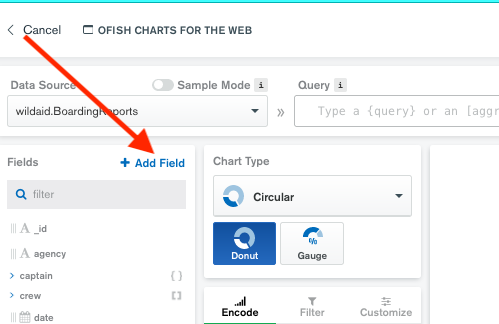 Cancel OFISH CHARTS FOR THE WEB
Data Source Sample Mode i Query i
wildaid.BoardingReports Type a {query} or an [aggr
Fields + Add Field Chart Type
filter Circular
A _id
A agency Donut Gauge
captain { }
crew [ ]
date Encode Filter Customize